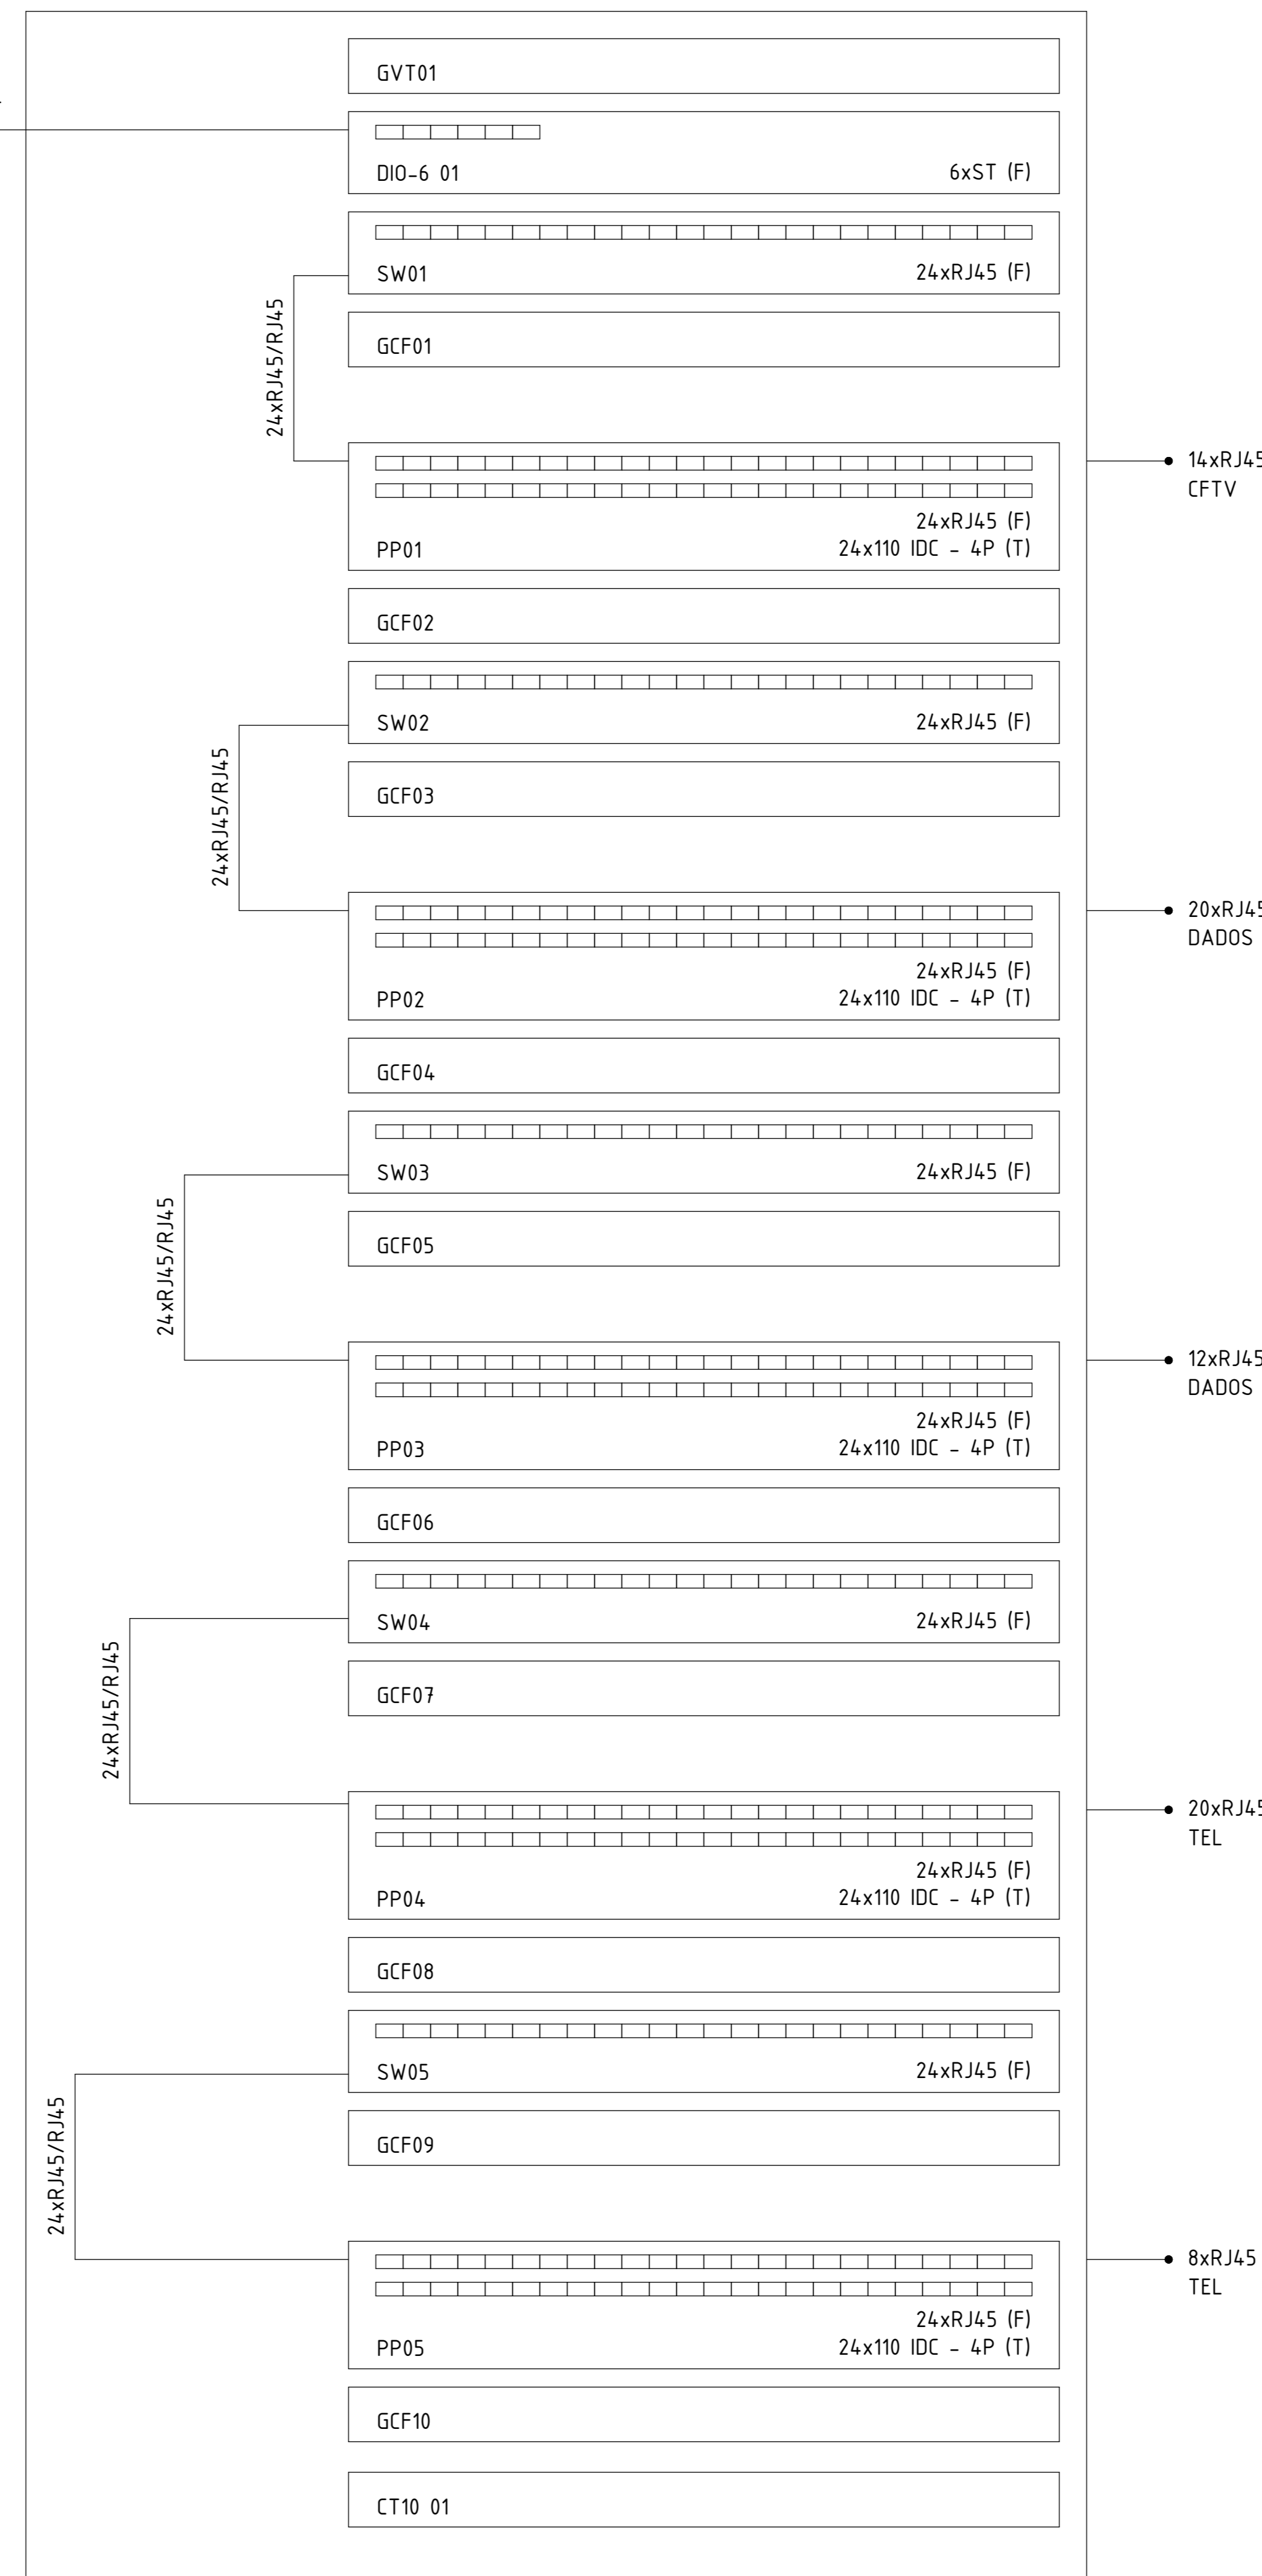 GVT01
DIO-6 01
6xST (F)
SW01
24xRJ45 (F)
24xRJ45/RJ45
GCF01
14xRJ45
CFTV
24xRJ45 (F)
PP01
24x110 IDC - 4P (T)
GCF02
SW02
24xRJ45 (F)
24xRJ45/RJ45
GCF03
20xRJ45
DADOS
24xRJ45 (F)
PP02
24x110 IDC - 4P (T)
GCF04
SW03
24xRJ45 (F)
24xRJ45/RJ45
GCF05
12xRJ45
DADOS
24xRJ45 (F)
PP03
24x110 IDC - 4P (T)
GCF06
SW04
24xRJ45 (F)
24xRJ45/RJ45
GCF07
20xRJ45
TEL
24xRJ45 (F)
PP04
24x110 IDC - 4P (T)
GCF08
SW05
24xRJ45 (F)
24xRJ45/RJ45
GCF09
8xRJ45
TEL
24xRJ45 (F)
PP05
24x110 IDC - 4P (T)
GCF10
CT10 01